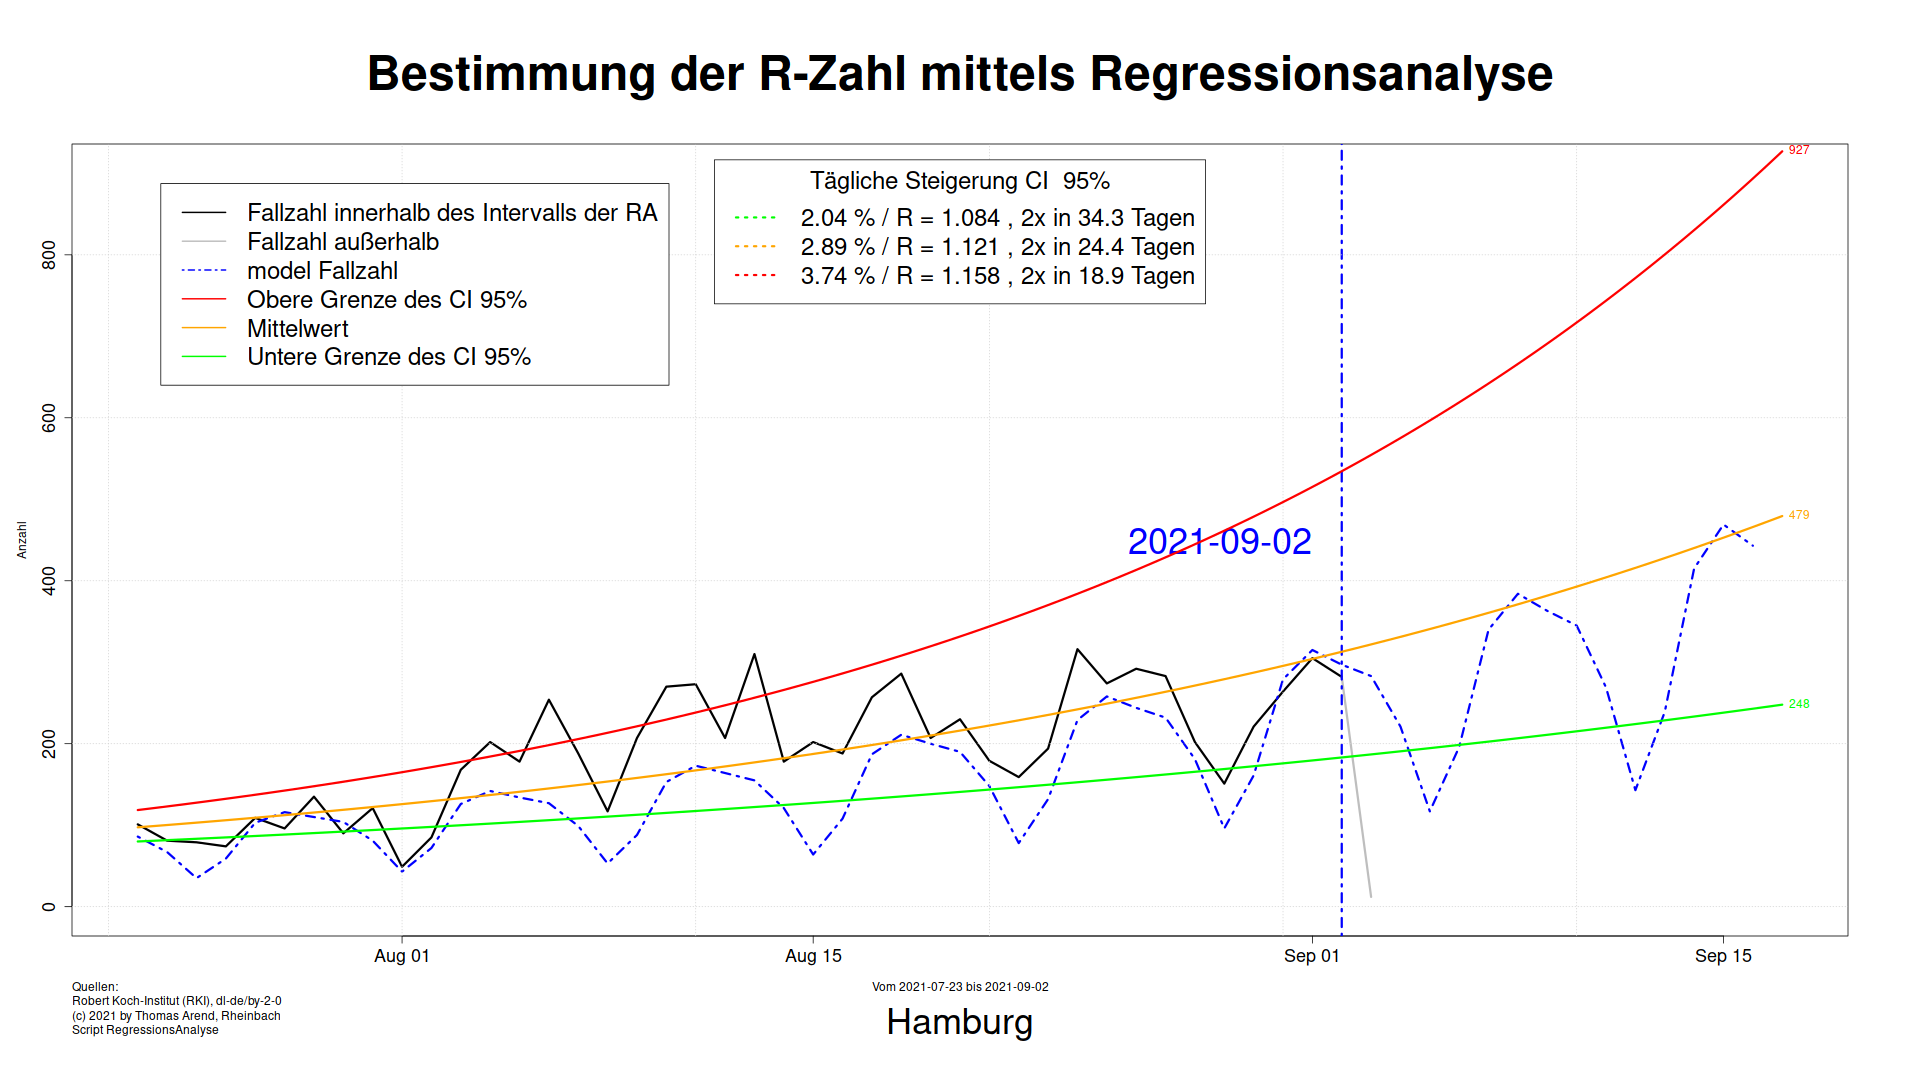 Bestimmung der R-Zahl mittels Regressionsanalyse
Fallzahl innerhalb des Intervalls der RA
Fallzahl außerhalb
model Fallzahl
Obere Grenze des CI 95%
Mittelwert
Untere Grenze des CI 95%
Tägliche Steigerung CI 95%
2.04 % / R = 1.084 , 2x in 34.3 Tagen
2.89 % / R = 1.121 , 2x in 24.4 Tagen
3.74 % / R = 1.158 , 2x in 18.9 Tagen
927
479
248
2021-09-02
Anzahl
800
600
400
200
0
Aug 01
Aug 15
Sep 01
Sep 15
Quellen:
Robert Koch-Institut (RKI), dl-de/by-2-0
(c) 2021 by Thomas Arend, Rheinbach
Script RegressionsAnalyse
Vom 2021-07-23 bis 2021-09-02
Hamburg